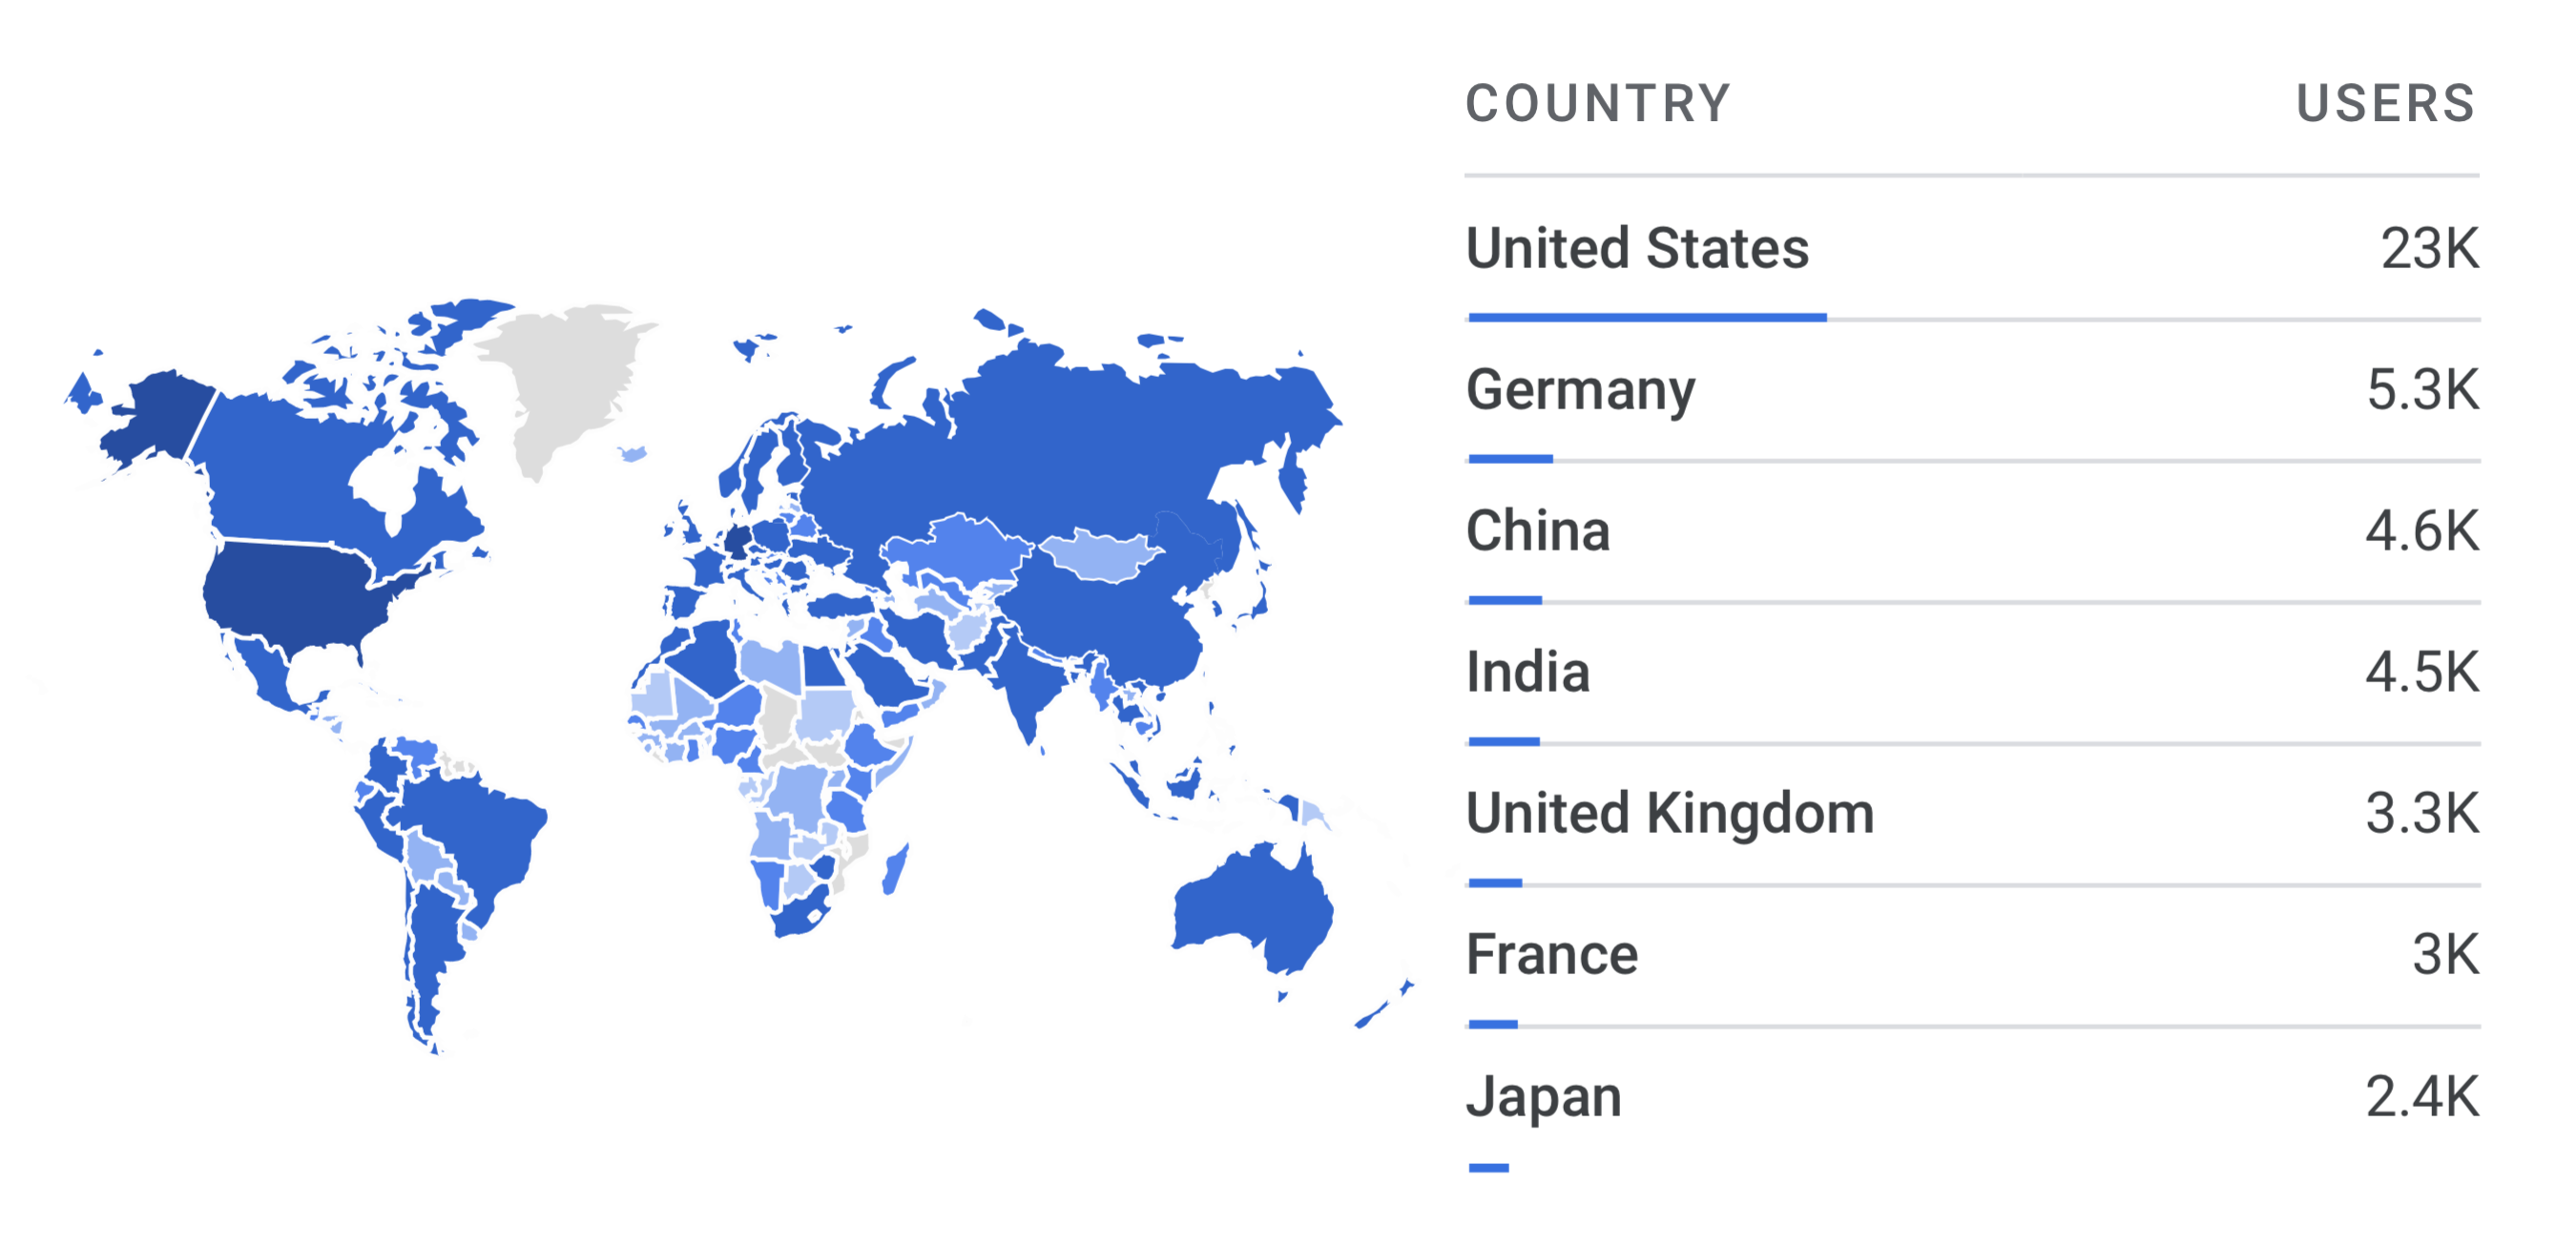 COUNTRY USERS
United States 23K
Germany 5.3K
China 4.6K
India 4.5K
United Kingdom 3.3K
France 3K
Japan 2.4K